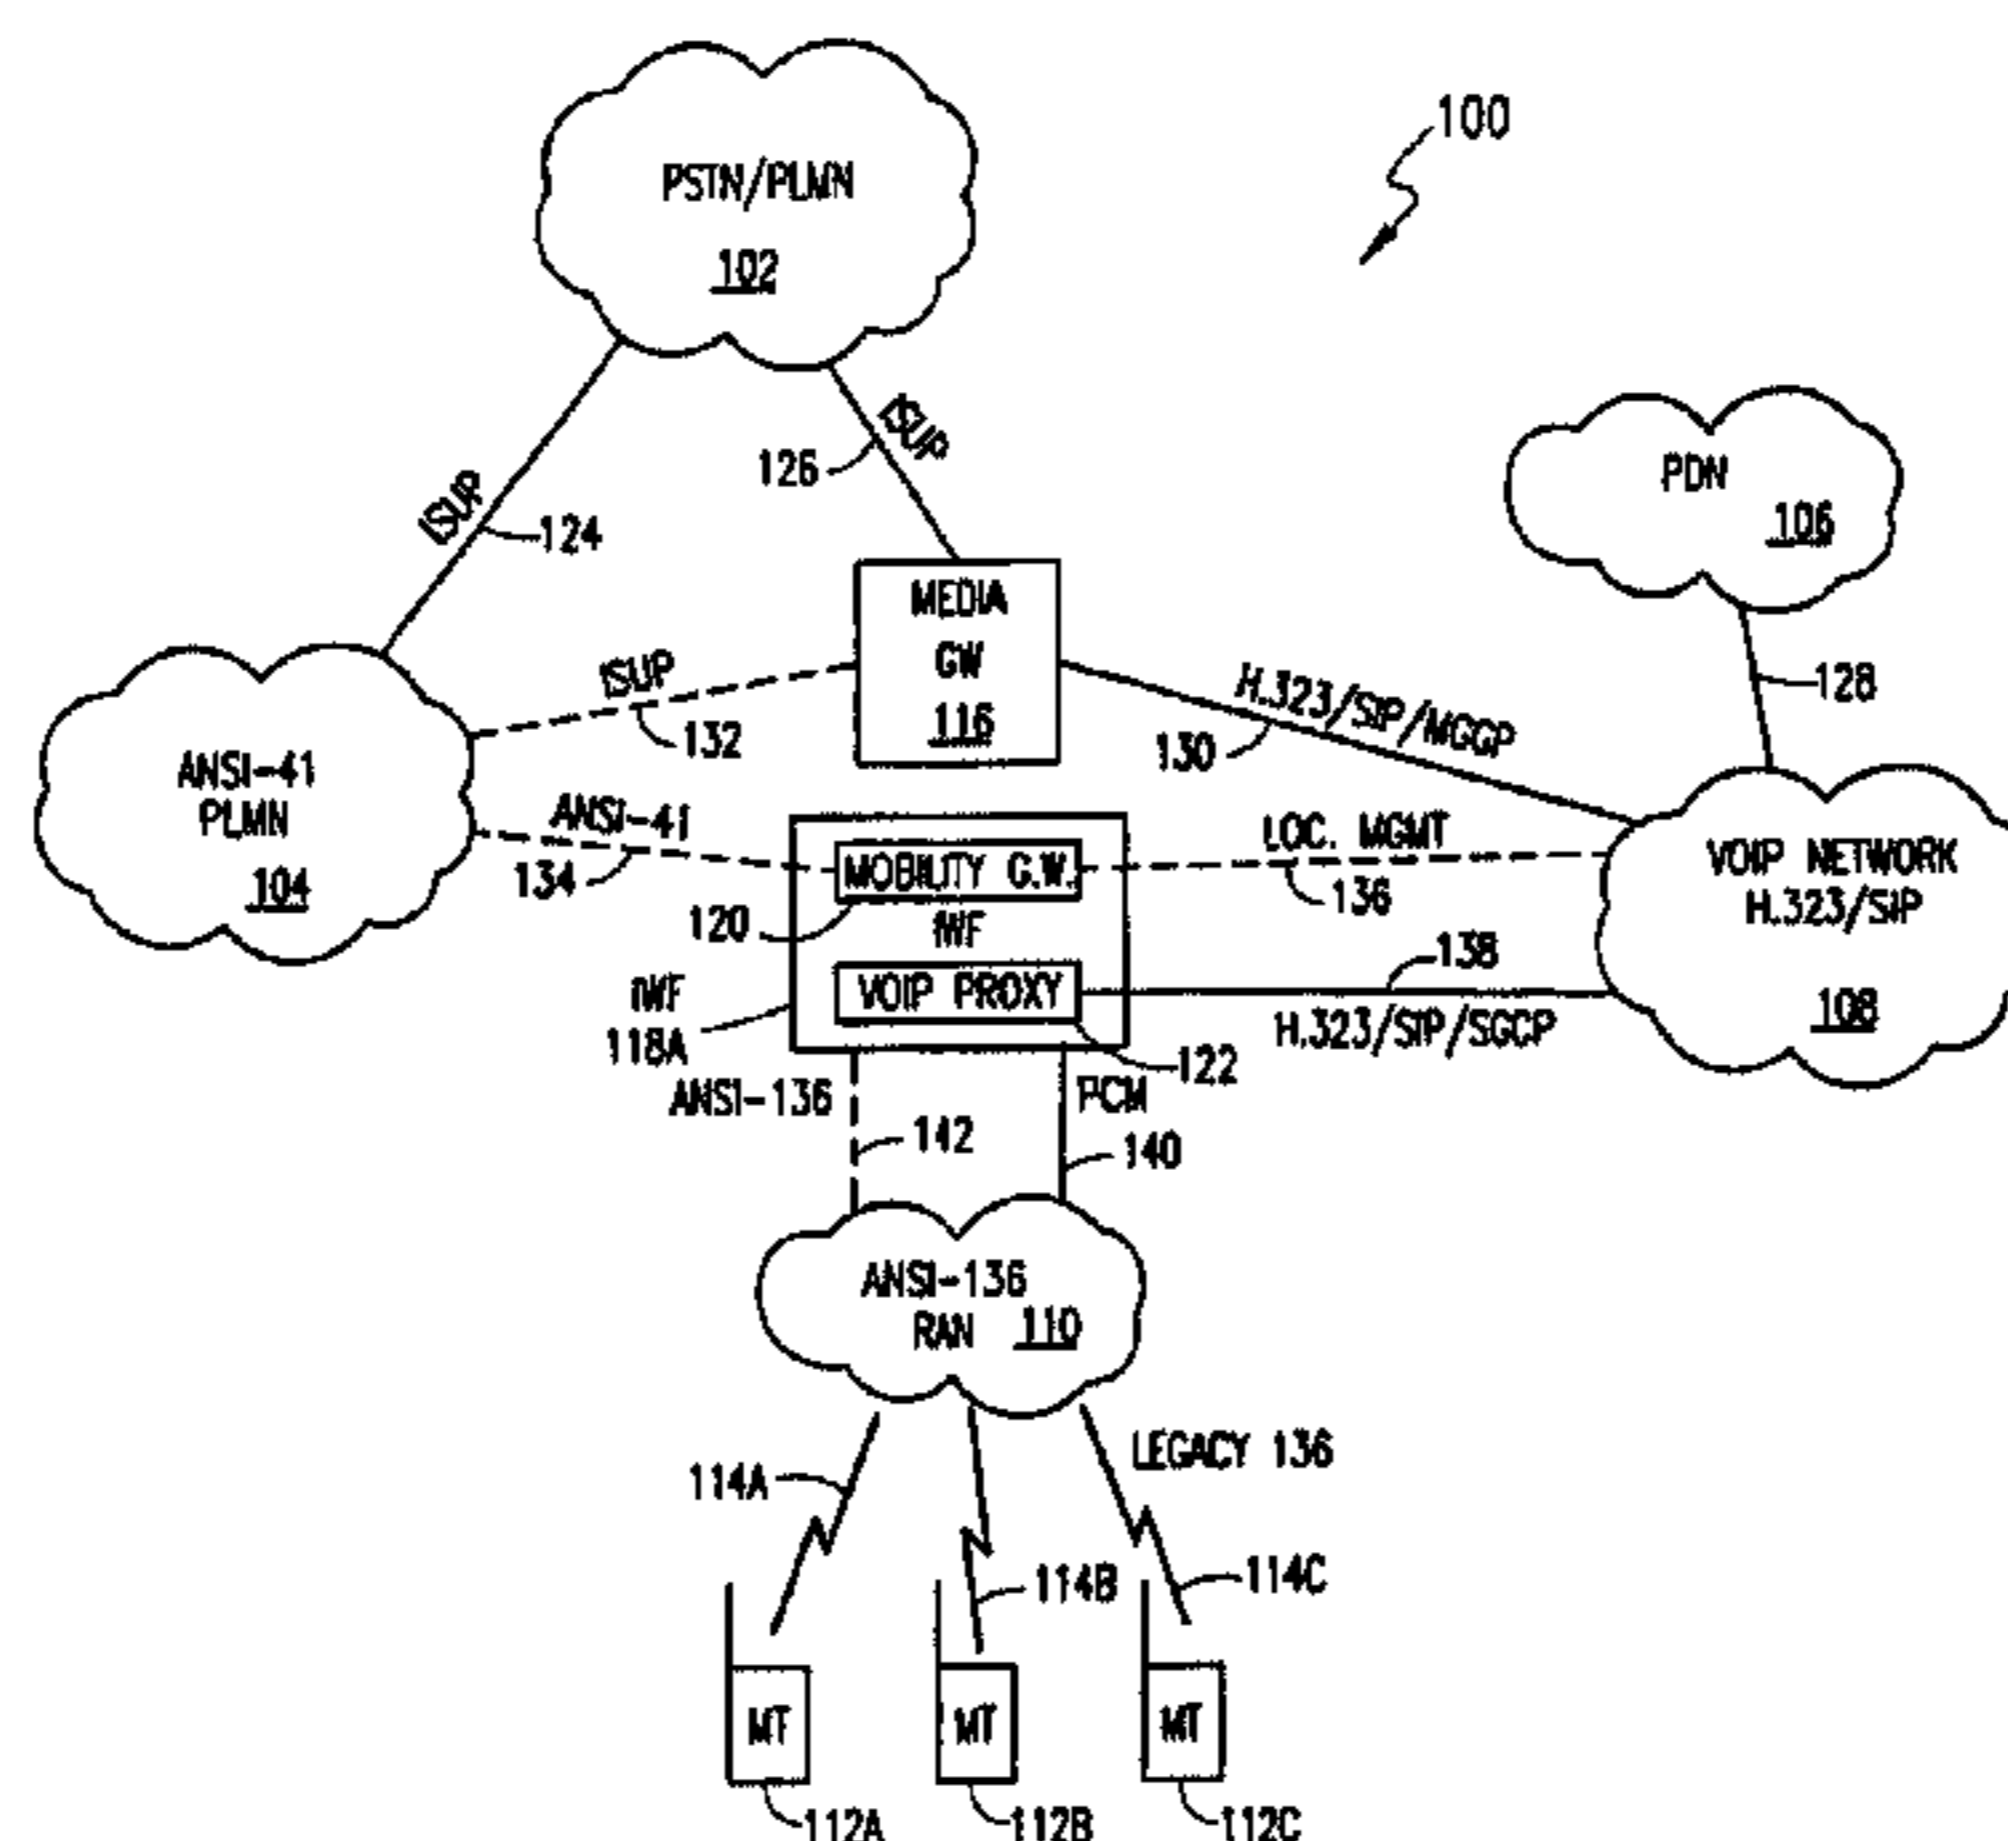 100
PSTN/PLMN
102
ISUP
126
ISUP
124
PDN
106
128
MEDIA
GW
116
ISUP
132
H.323/SIP/MGGP
130
ANSI-41
PLMN
104
ANSI-41
134
MOBILITY G.W.
120
IWF
VOIP PROXY
IWF
118A
122
LOC. MGMT
136
138
H.323/SIP/SGCP
VOIP NETWORK
H.323/SIP
108
ANSI-136
142
PCM
140
ANSI-136
RAN
110
LEGACY 136
114A
114B
114C
MT
MT
MT
112A
112B
112C